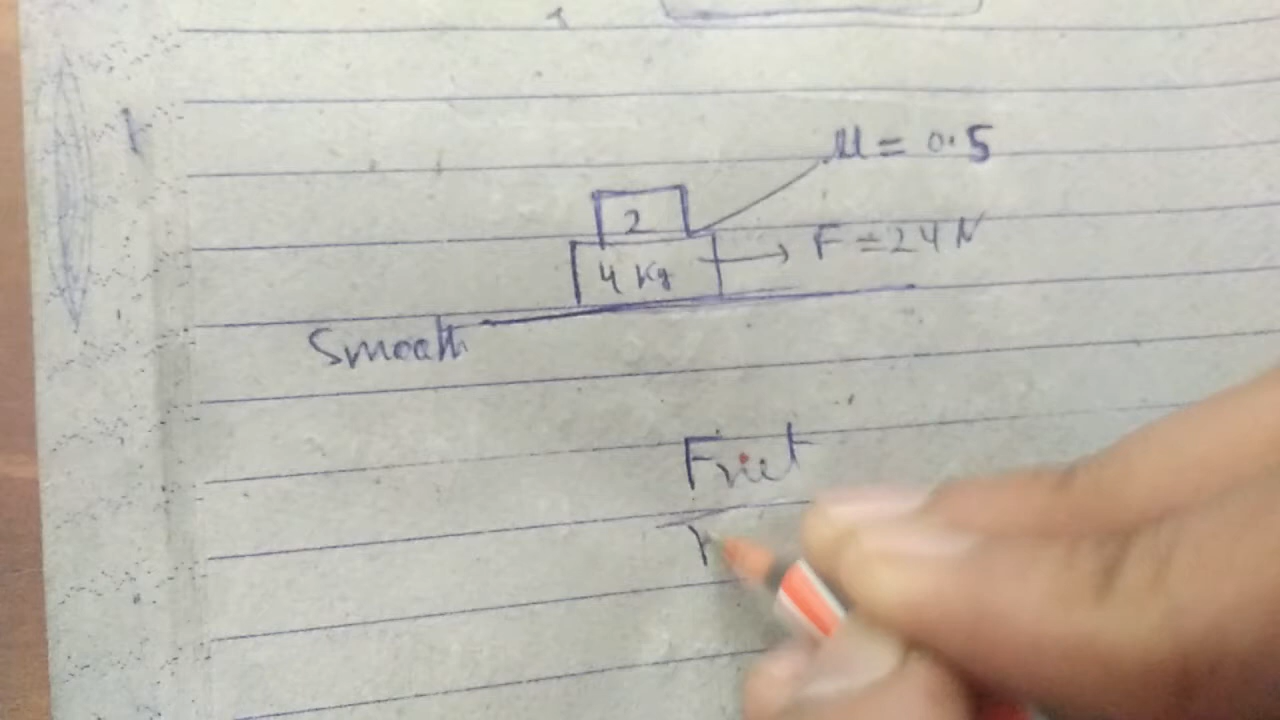 μ = 0.5
2
F = 24 N
4 Kg
Smooth
Frict